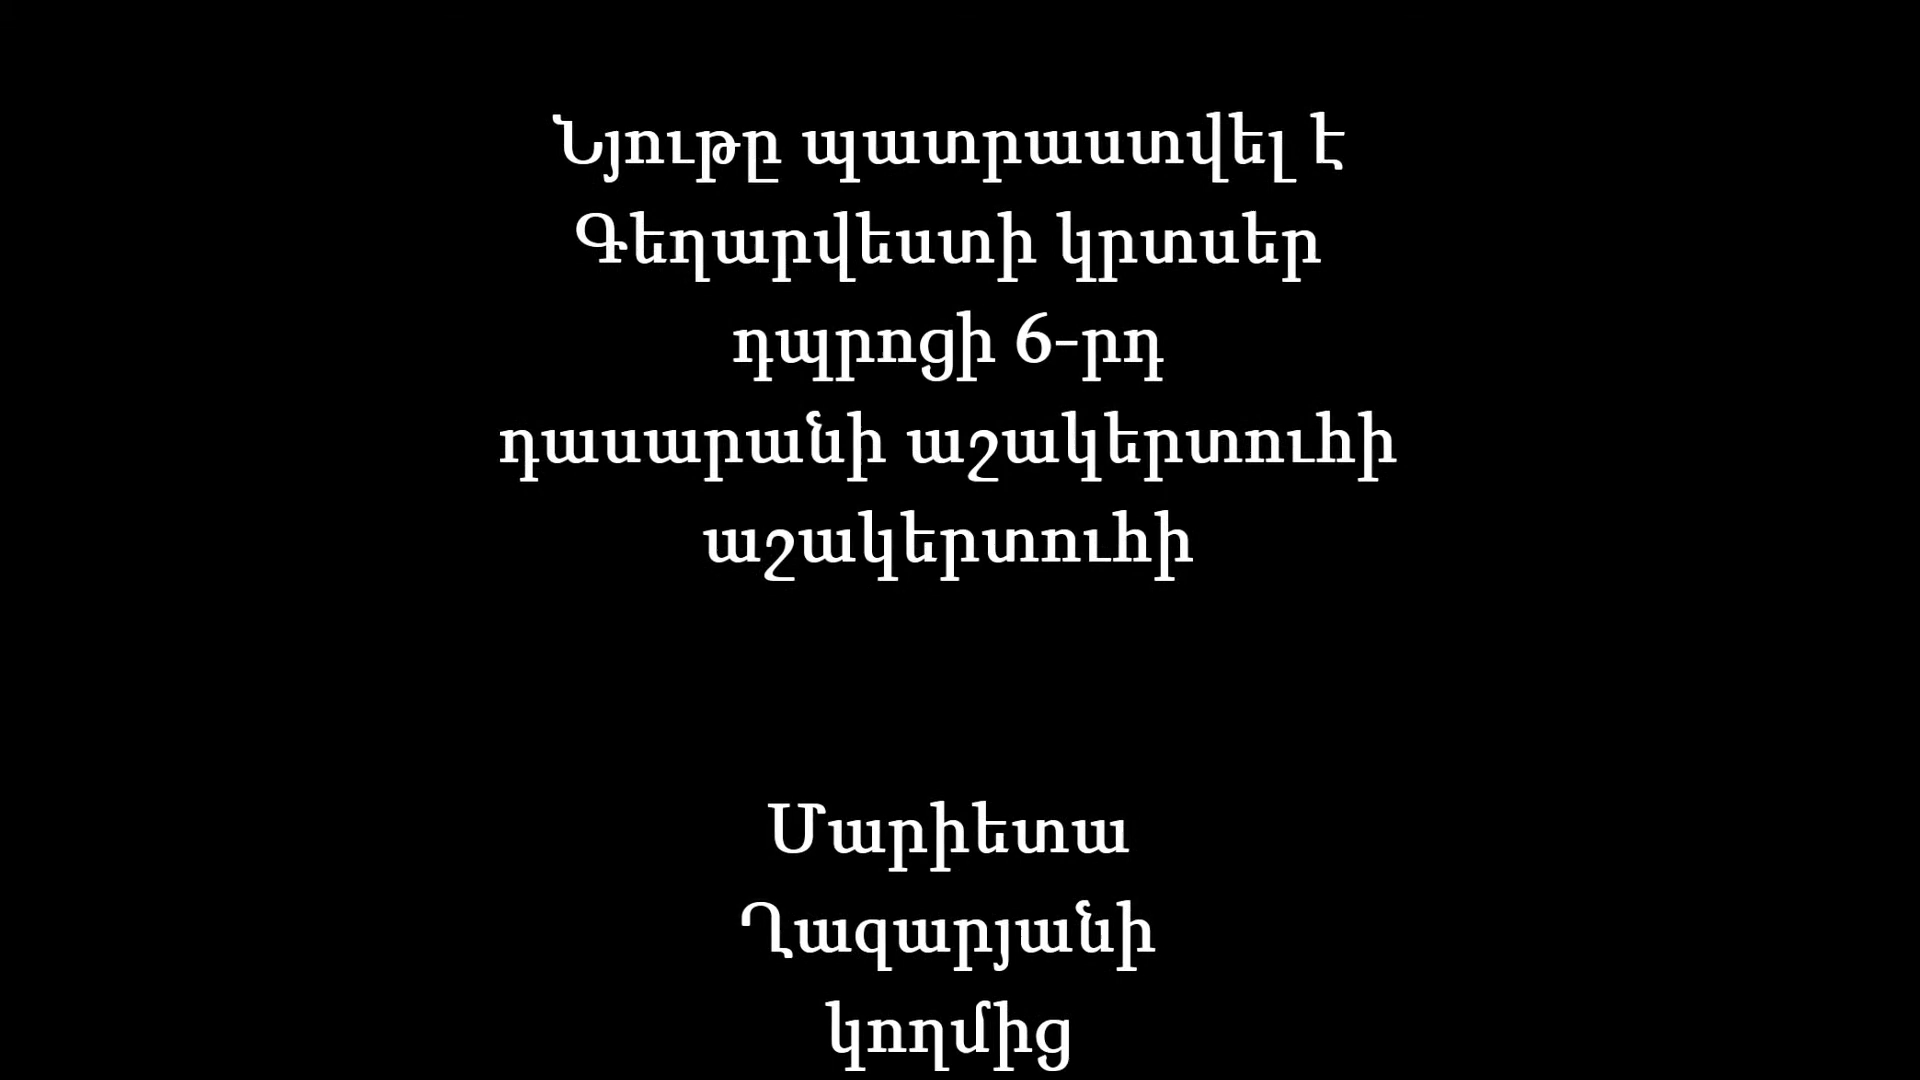 Նյութը պատրաստվել է
Գեղարվեստի կրտսեր
դպրոցի 6-րդ
դասարանի աշակերտուհի
աշակերտուհի
Մարիետա
Ղազարյանի
կողմից